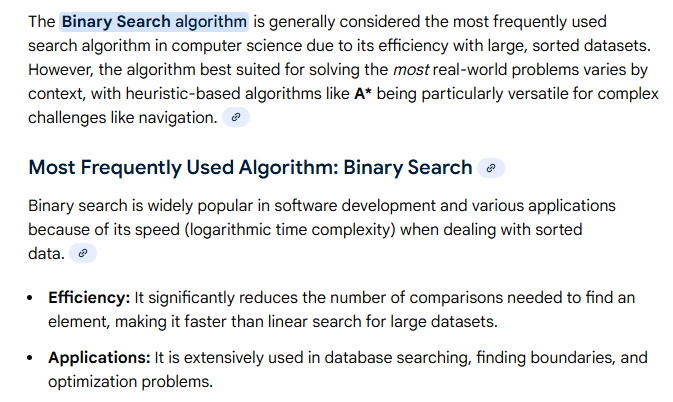 The Binary Search algorithm is generally considered the most frequently used
search algorithm in computer science due to its efficiency with large, sorted datasets.
However, the algorithm best suited for solving the most real-world problems varies by
context, with heuristic-based algorithms like A* being particularly versatile for complex
challenges like navigation.
Most Frequently Used Algorithm: Binary Search
Binary search is widely popular in software development and various applications
because of its speed (logarithmic time complexity) when dealing with sorted
data.
• Efficiency: It significantly reduces the number of comparisons needed to find an
element, making it faster than linear search for large datasets.
• Applications: It is extensively used in database searching, finding boundaries, and
optimization problems.